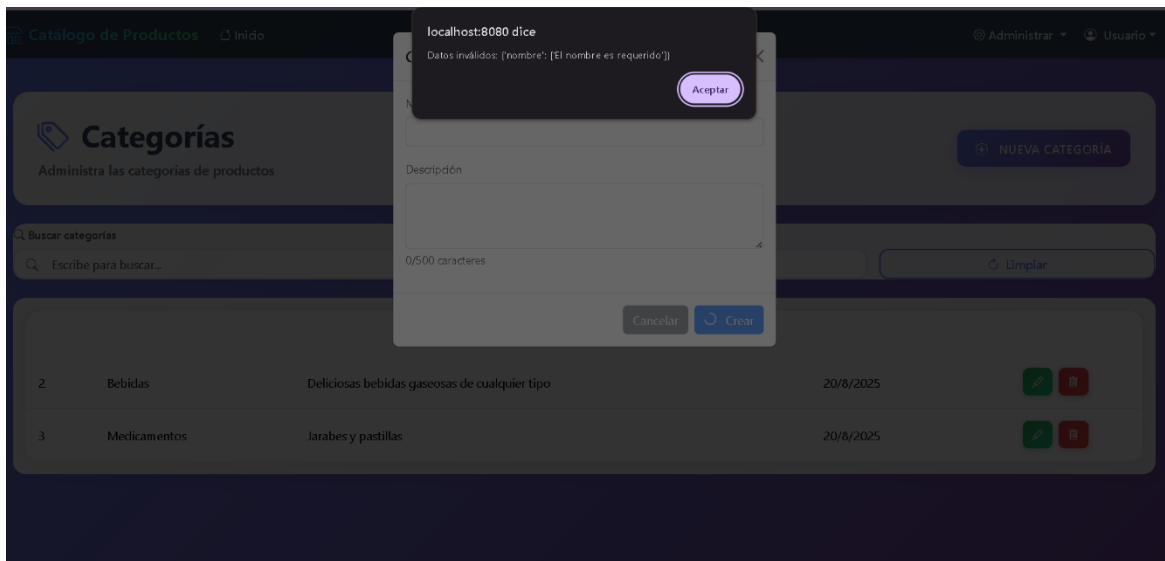 Catálogo de Productos
Inicio
Administrar
Usuario
localhost:8080 dice
Datos inválidos: {'nombre': ['El nombre es requerido']}
Aceptar
Categorías
Administra las categorías de productos
NUEVA CATEGORÍA
Descripción
0/500 caracteres
Cancelar
Crear
Buscar categorías
Escribe para buscar...
Limpiar
2 Bebidas Deliciosas bebidas gaseosas de cualquier tipo 20/8/2025
3 Medicamentos Jarabes y pastillas 20/8/2025